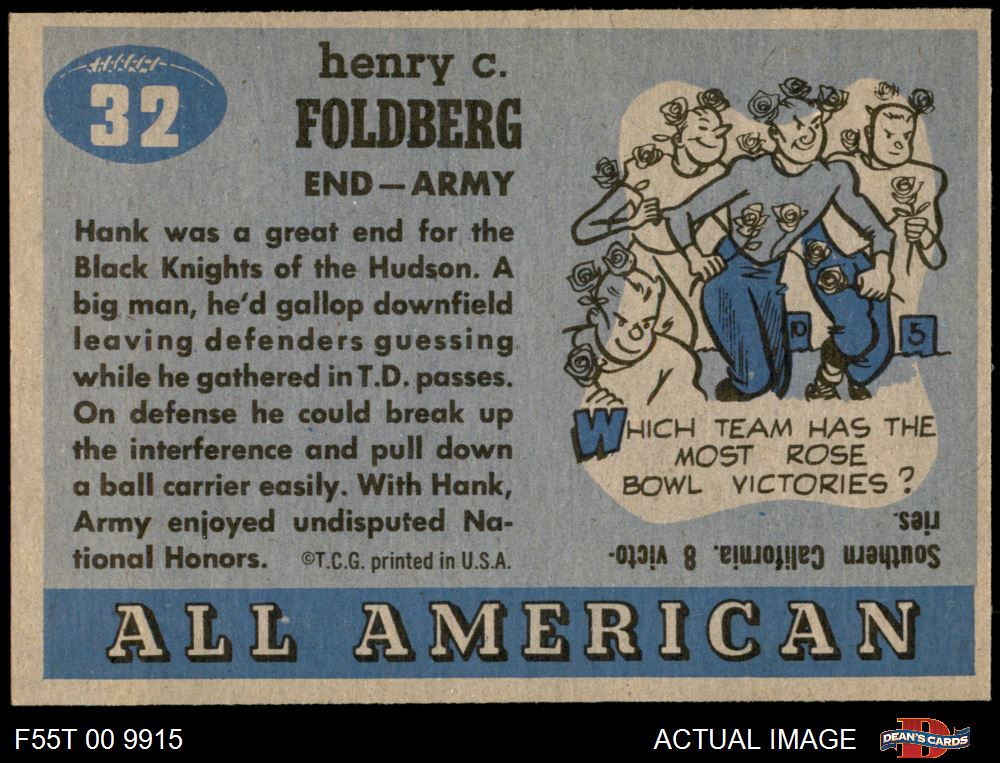 32
henry c.
FOLDBERG
END—ARMY
Hank was a great end for the
Black Knights of the Hudson. A
big man, he'd gallop downfield
leaving defenders guessing
while he gathered in T.D. passes.
On defense he could break up
the interference and pull down
a ball carrier easily. With Hank,
Army enjoyed undisputed Na-
tional Honors. ©T.C.G. printed in U.S.A.
5
WHICH TEAM HAS THE
MOST ROSE
BOWL VICTORIES?
Southern California. 8 victo-
ries.
ALL AMERICAN
F55T 00 9915
ACTUAL IMAGE
D
DEAN'S CARDS